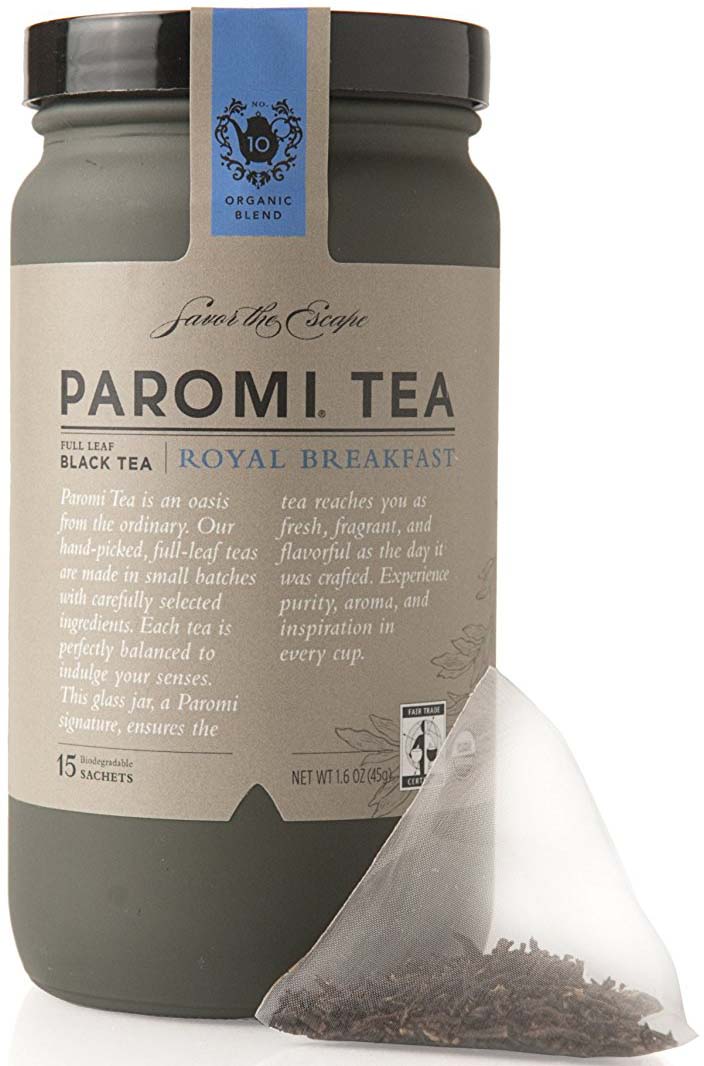 NO.
10
ORGANIC
BLEND
Savor the Escape
PAROMI® TEA
FULL LEAF
BLACK TEA
ROYAL BREAKFAST
Paromi Tea is an oasis
from the ordinary. Our
hand-picked, full-leaf teas
are made in small batches
with carefully selected
ingredients. Each tea is
perfectly balanced to
indulge your senses.
This glass jar, a Paromi
signature, ensures the
tea reaches you as
fresh, fragrant, and
flavorful as the day it
was crafted. Experience
purity, aroma, and
inspiration in
every cup.
15 Biodegradable
SACHETS
NET WT 1.6 OZ (45g)
FAIR TRADE